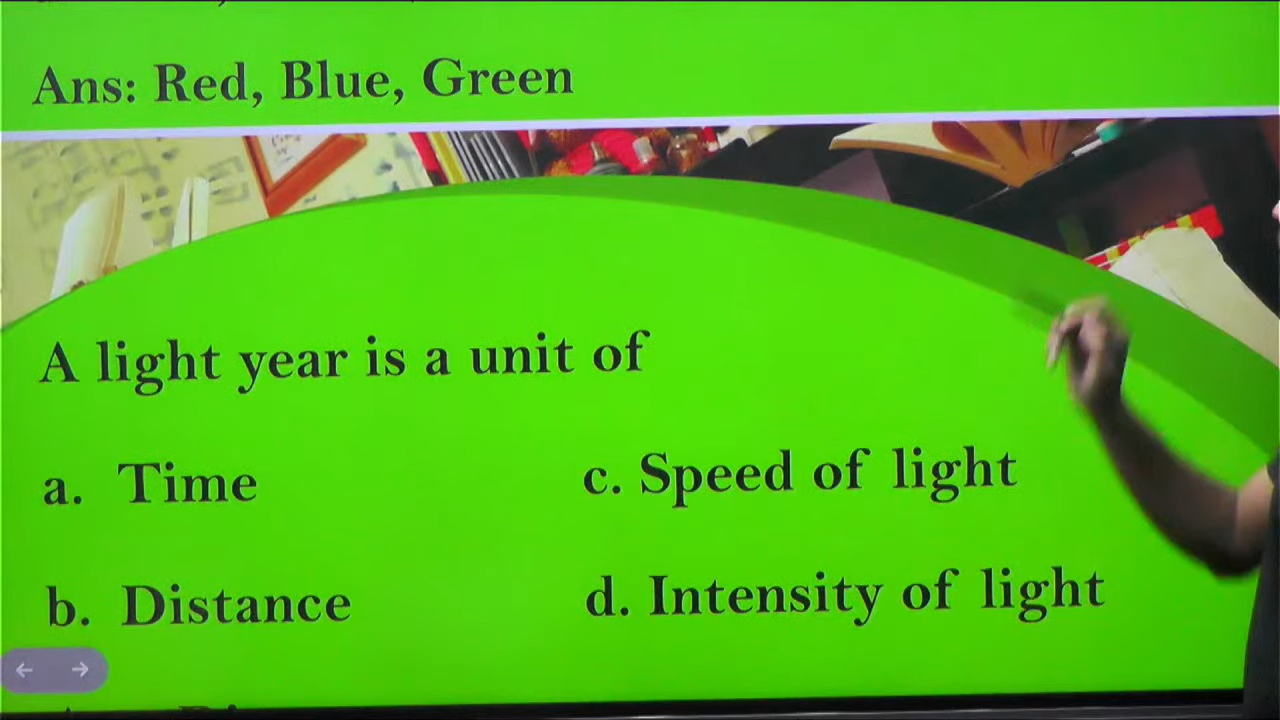 Ans: Red, Blue, Green
A light year is a unit of
a. Time
c. Speed of light
b. Distance
d. Intensity of light